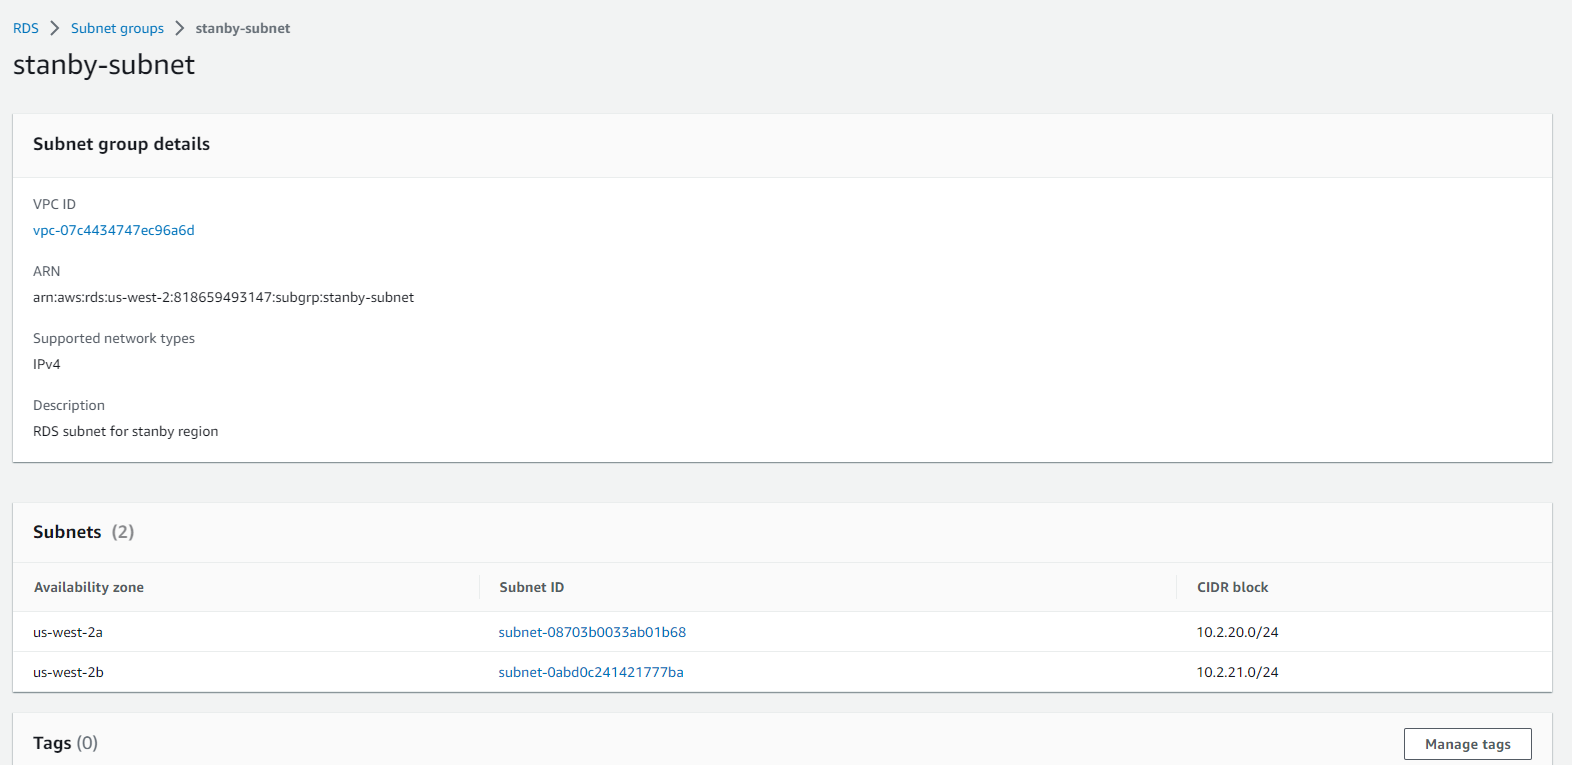 RDS > Subnet groups > stanby-subnet
stanby-subnet
Subnet group details
VPC ID
vpc-07c4434747ec96a6d
ARN
arn:aws:rds:us-west-2:818659493147:subgrp:stanby-subnet
Supported network types
IPv4
Description
RDS subnet for stanby region
Subnets (2)
Availability zone Subnet ID CIDR block
us-west-2a subnet-08703b0033ab01b68 10.2.20.0/24
us-west-2b subnet-0abd0c241421777ba 10.2.21.0/24
Tags (0) Manage tags